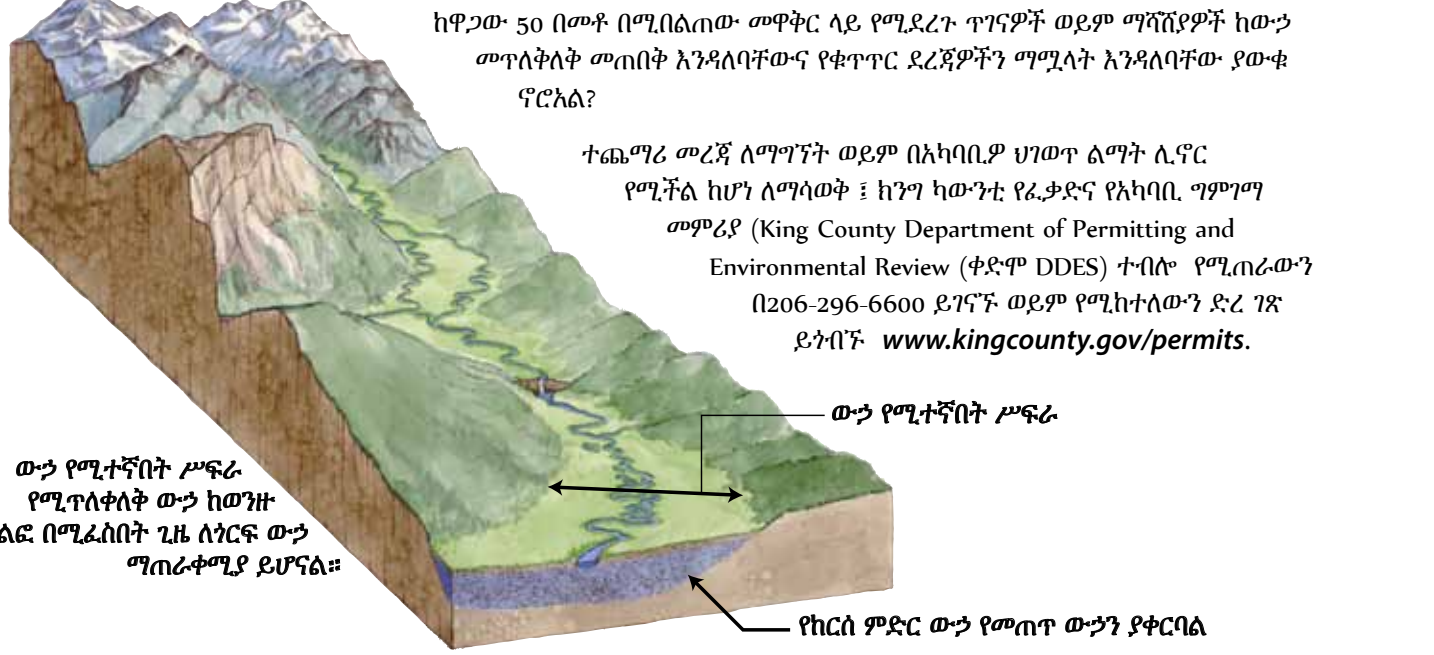 ከዋጋው 50 በመቶ በሚበልጠው መዋቅር ላይ የሚደረጉ ጥገናዎች ወይም ማሻሸያዎች ከውኃ
መጥለቅለቅ መጠበቅ እንዳለባቸውና የቁጥጥር ደረጃዎችን ማሟላት እንዳለባቸው ያውቁ
ኖሮአል?
ተጨማሪ መረጃ ለማግኘት ወይም በአካባቢዎ ህገወጥ ልማት ሊኖር
የሚችል ከሆነ ለማሳወቅ ፤ ክንግ ካውንቲ የፈቃድና የአካባቢ ግምገማ
መምሪያ (King County Department of Permitting and
Environmental Review (ቀድሞ DDES) ተብሎ የሚጠራውን
በ206-296-6600 ይገናኙ ወይም የሚከተለውን ድረ ገጽ
ይጎብኙ www.kingcounty.gov/permits.
ውኃ የሚተኛበት ሥፍራ
ውኃ የሚተኛበት ሥፍራ
የሚጥለቀለቅ ውኃ ከወንዙ
ልፎ በሚፈስበት ጊዜ ለጎርፍ ውኃ
ማጠራቀሚያ ይሆናል።
የከርሰ ምድር ውኃ የመጠጥ ውኃን ያቀርባል